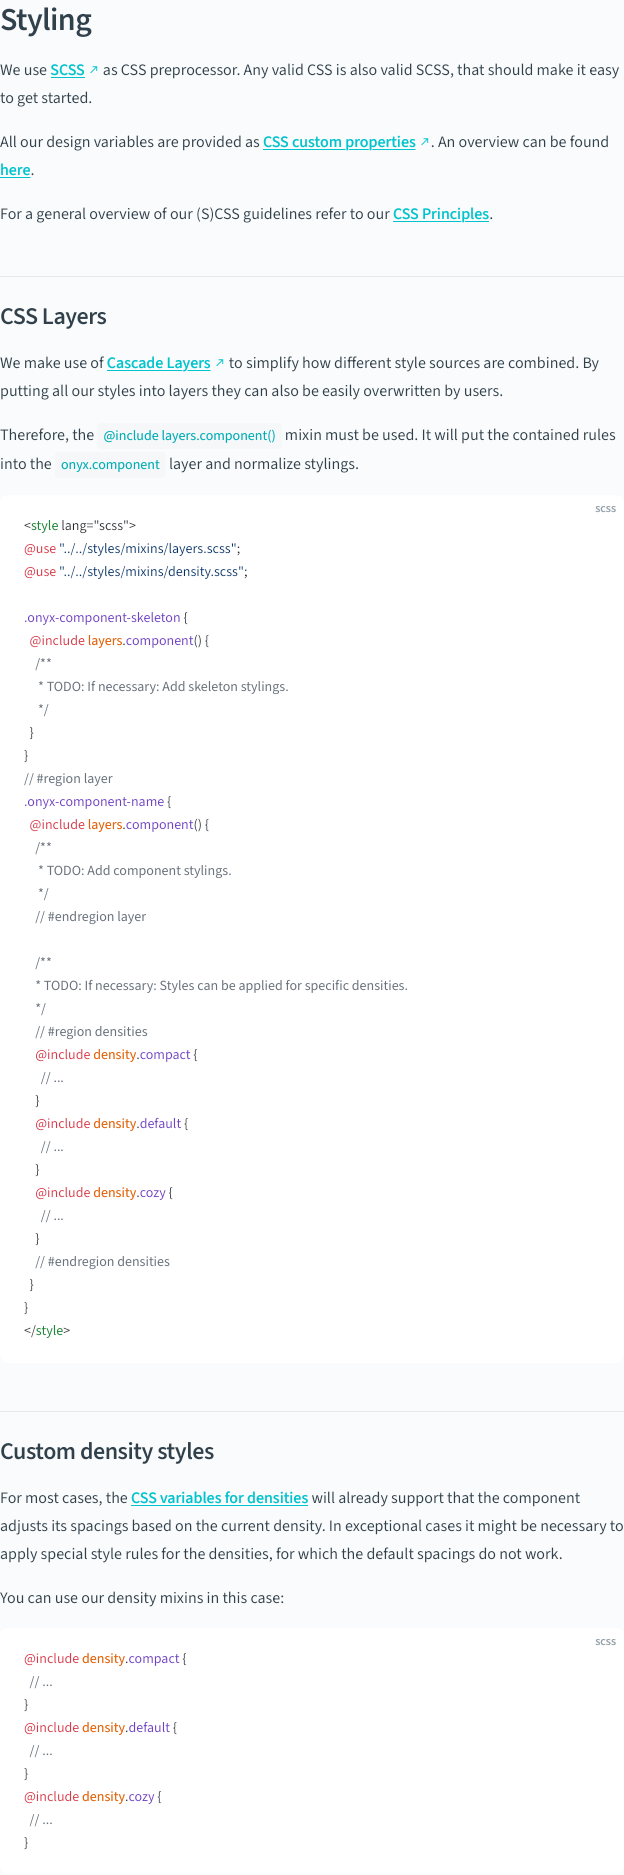 Styling
We use SCSS ↗ as CSS preprocessor. Any valid CSS is also valid SCSS, that should make it easy
to get started.
All our design variables are provided as CSS custom properties ↗. An overview can be found
here.
For a general overview of our (S)CSS guidelines refer to our CSS Principles.
CSS Layers
We make use of Cascade Layers ↗ to simplify how different style sources are combined. By
putting all our styles into layers they can also be easily overwritten by users.
Therefore, the @include layers.component() mixin must be used. It will put the contained rules
into the onyx.component layer and normalize stylings.
scss
<style lang="scss">
@use "../../styles/mixins/layers.scss";
@use "../../styles/mixins/density.scss";
.onyx-component-skeleton {
@include layers.component() {
/**
* TODO: If necessary: Add skeleton stylings.
*/
}
}
// #region layer
.onyx-component-name {
@include layers.component() {
/**
* TODO: Add component stylings.
*/
// #endregion layer
/**
* TODO: If necessary: Styles can be applied for specific densities.
*/
// #region densities
@include density.compact {
// ...
}
@include density.default {
// ...
}
@include density.cozy {
// ...
}
// #endregion densities
}
}
</style>
Custom density styles
For most cases, the CSS variables for densities will already support that the component
adjusts its spacings based on the current density. In exceptional cases it might be necessary to
apply special style rules for the densities, for which the default spacings do not work.
You can use our density mixins in this case:
scss
@include density.compact {
// ...
}
@include density.default {
// ...
}
@include density.cozy {
// ...
}